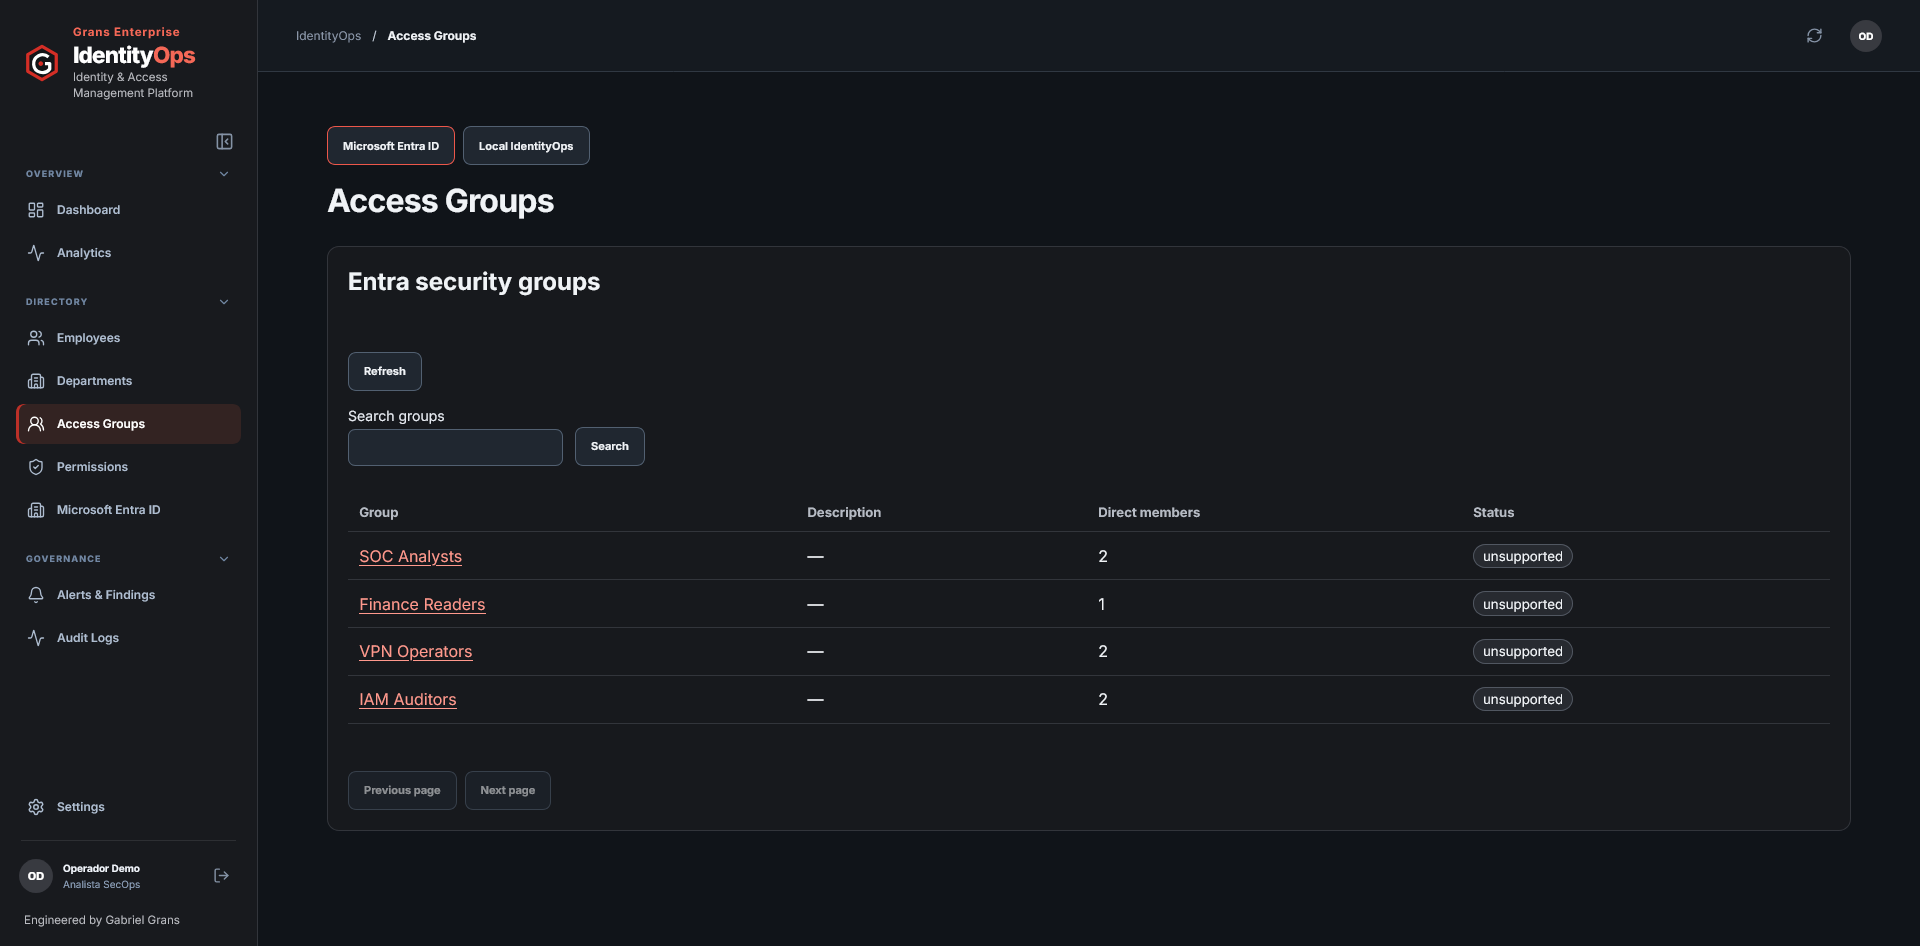 Grans Enterprise
IdentityOps
Identity & Access
Management Platform
OVERVIEW
Dashboard
Analytics
DIRECTORY
Employees
Departments
Access Groups
Permissions
Microsoft Entra ID
GOVERNANCE
Alerts & Findings
Audit Logs
Settings
OD
Operador Demo
Analista SecOps
Engineered by Gabriel Grans
IdentityOps / Access Groups
OD
Microsoft Entra ID Local IdentityOps
Access Groups
Entra security groups
Refresh
Search groups
Search
Group Description Direct members Status
SOC Analysts — 2 unsupported
Finance Readers — 1 unsupported
VPN Operators — 2 unsupported
IAM Auditors — 2 unsupported
Previous page Next page